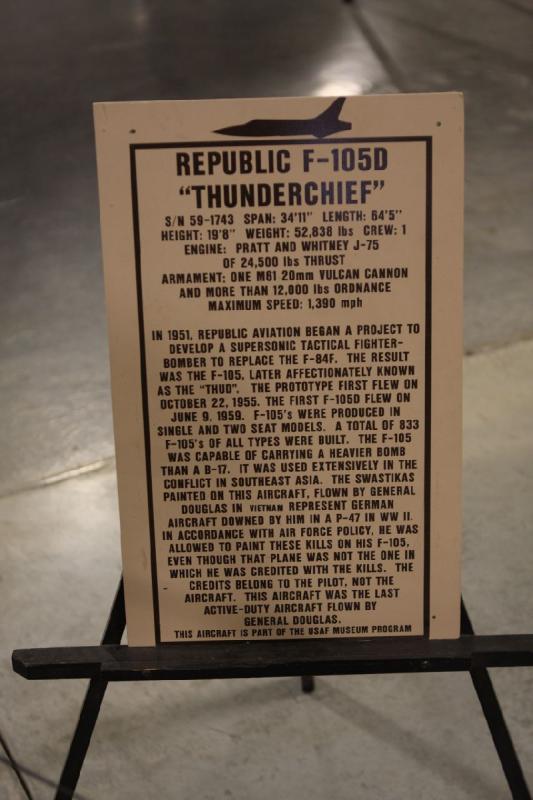 REPUBLIC F-105D
"THUNDERCHIEF"
S/N 59-1743 SPAN: 34'11" LENGTH: 64'5"
HEIGHT: 19'8" WEIGHT: 52,838 lbs CREW: 1
ENGINE: PRATT AND WHITNEY J-75
OF 24,500 lbs THRUST
ARMAMENT: ONE M61 20mm VULCAN CANNON
AND MORE THAN 12,000 lbs ORDNANCE
MAXIMUM SPEED: 1,390 mph
IN 1951, REPUBLIC AVIATION BEGAN A PROJECT TO
DEVELOP A SUPERSONIC TACTICAL FIGHTER-
BOMBER TO REPLACE THE F-84F. THE RESULT
WAS THE F-105, LATER AFFECTIONATELY KNOWN
AS THE "THUD". THE PROTOTYPE FIRST FLEW ON
OCTOBER 22, 1955. THE FIRST F-105D FLEW ON
JUNE 9, 1959. F-105's WERE PRODUCED IN
SINGLE AND TWO SEAT MODELS. A TOTAL OF 833
F-105's OF ALL TYPES WERE BUILT. THE F-105
WAS CAPABLE OF CARRYING A HEAVIER BOMB
THAN A B-17. IT WAS USED EXTENSIVELY IN THE
CONFLICT IN SOUTHEAST ASIA. THE SWASTIKAS
PAINTED ON THIS AIRCRAFT, FLOWN BY GENERAL
DOUGLAS IN VIETNAM REPRESENT GERMAN
AIRCRAFT DOWNED BY HIM IN A P-47 IN WW II.
IN ACCORDANCE WITH AIR FORCE POLICY, HE WAS
ALLOWED TO PAINT THESE KILLS ON HIS F-105,
EVEN THOUGH THAT PLANE WAS NOT THE ONE IN
WHICH HE WAS CREDITED WITH THE KILLS. THE
CREDITS BELONG TO THE PILOT, NOT THE
AIRCRAFT. THIS AIRCRAFT WAS THE LAST
ACTIVE-DUTY AIRCRAFT FLOWN BY
GENERAL DOUGLAS.
THIS AIRCRAFT IS PART OF THE USAF MUSEUM PROGRAM